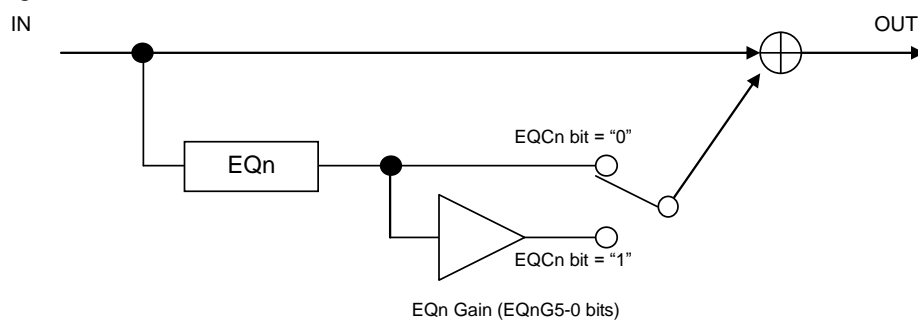 IN
OUT
EQCn bit = “0”
EQn
EQCn bit = “1”
EQn Gain (EQnG5-0 bits)